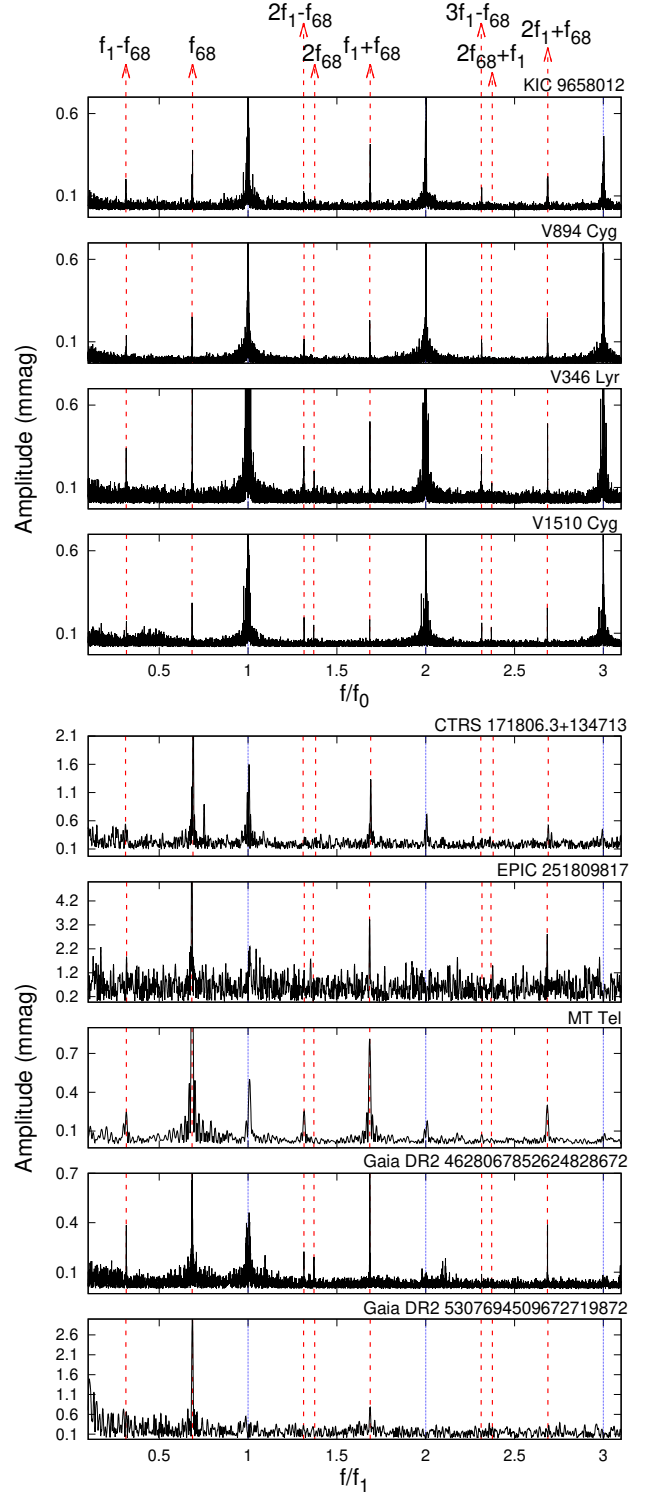 2f1-f68 3f1-f68 2f1+f68
f1-f68 f68 2f68 f1+f68 2f68+f1
KIC 9658012
0.6
0.1
V894 Cyg
0.6
0.1
V346 Lyr
0.6
0.1
V1510 Cyg
0.6
0.1
0.5 1 1.5 2 2.5 3
f/f0
Amplitude (mmag)
CTRS 171806.3+134713
2.1
1.6
1.1
0.6
0.1
EPIC 251809817
4.2
3.2
2.2
1.2
0.2
MT Tel
0.7
0.4
0.1
Gaia DR2 4628067852624828672
0.7
0.4
0.1
Gaia DR2 5307694509672719872
2.6
2.1
1.6
1.1
0.6
0.1
0.5 1 1.5 2 2.5 3
f/f1
Amplitude (mmag)